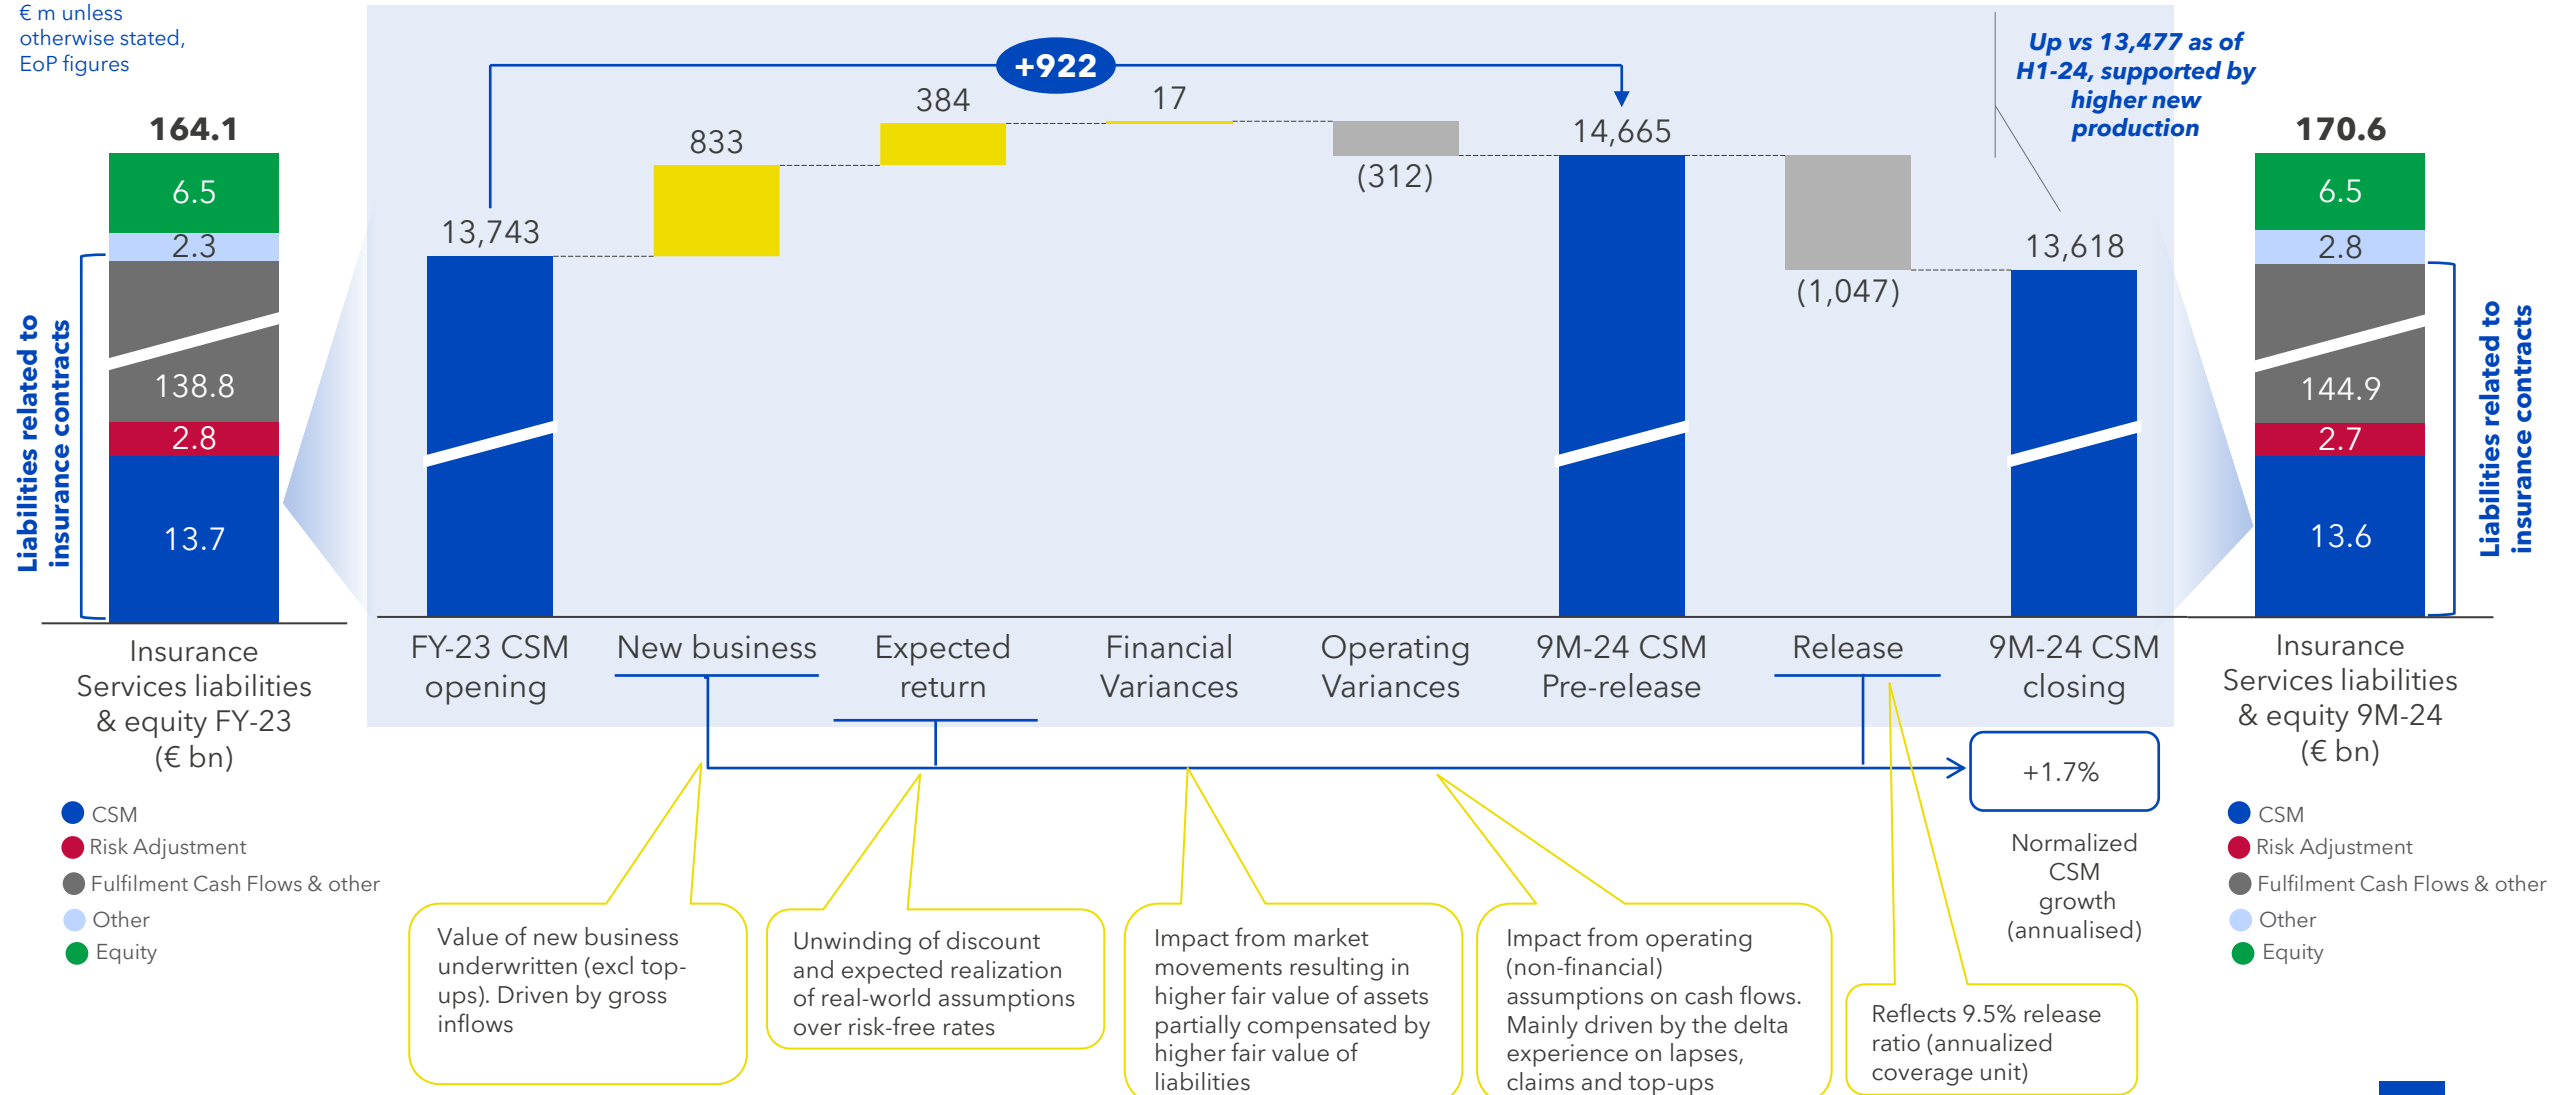 € m unless
otherwise stated,
EoP figures
164.1
6.5
2.3
138.8
2.8
13.7
Liabilities related to
insurance contracts
Insurance
Services liabilities
& equity FY-23
(€ bn)
CSM
Risk Adjustment
Fulfilment Cash Flows & other
Other
Equity
+922
13,743
833
384
17
(312)
14,665
(1,047)
13,618
Up vs 13,477 as of
H1-24, supported by
higher new
production
FY-23 CSM
opening
New business
Expected
return
Financial
Variances
Operating
Variances
9M-24 CSM
Pre-release
Release
9M-24 CSM
closing
+1.7%
Normalized
CSM
growth
(annualised)
Value of new business
underwritten (excl top-
ups). Driven by gross
inflows
Unwinding of discount
and expected realization
of real-world assumptions
over risk-free rates
Impact from market
movements resulting in
higher fair value of assets
partially compensated by
higher fair value of
liabilities
Impact from operating
(non-financial)
assumptions on cash flows.
Mainly driven by the delta
experience on lapses,
claims and top-ups
Reflects 9.5% release
ratio (annualized
coverage unit)
170.6
6.5
2.8
144.9
2.7
13.6
Liabilities related to
insurance contracts
Insurance
Services liabilities
& equity 9M-24
(€ bn)
CSM
Risk Adjustment
Fulfilment Cash Flows & other
Other
Equity